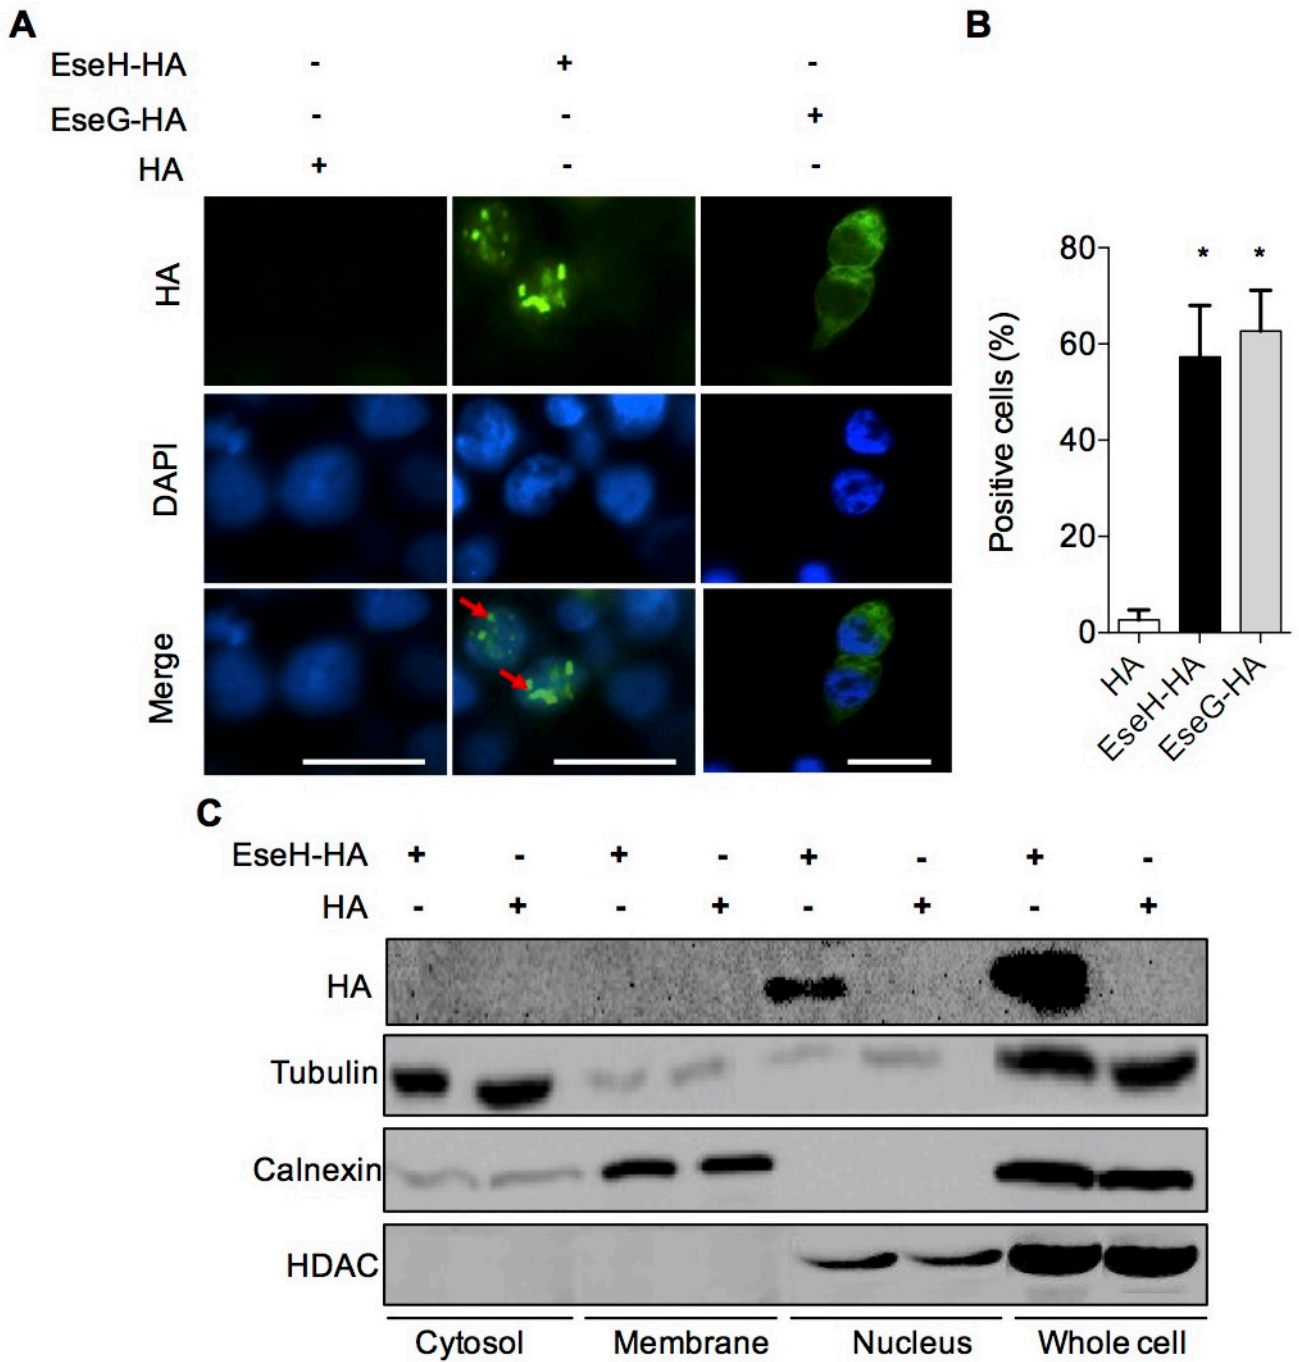 A
EseH-HA - + -
EseG-HA - - +
HA + - -
HA
DAPI
Merge
B
Positive cells (%)
80
60
40
20
0
* *
HA
EseH-HA
EseG-HA
C
EseH-HA + - + - + - + -
HA - + - + - + - +
HA
Tubulin
Calnexin
HDAC
Cytosol Membrane Nucleus Whole cell